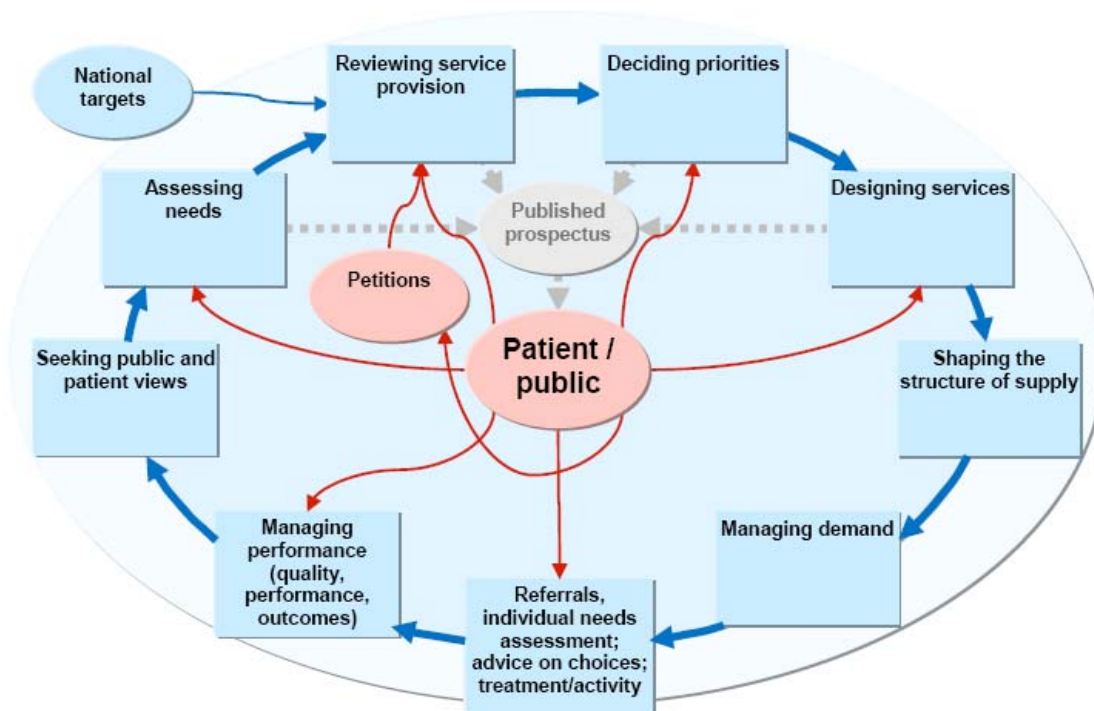 National
targets
Reviewing service
provision
Deciding priorities
Assessing
needs
Published
prospectus
Designing services
Petitions
Patient /
public
Seeking public and
patient views
Shaping the
structure of supply
Managing
performance
(quality,
performance,
outcomes)
Referrals,
individual needs
assessment;
advice on choices;
treatment/activity
Managing demand